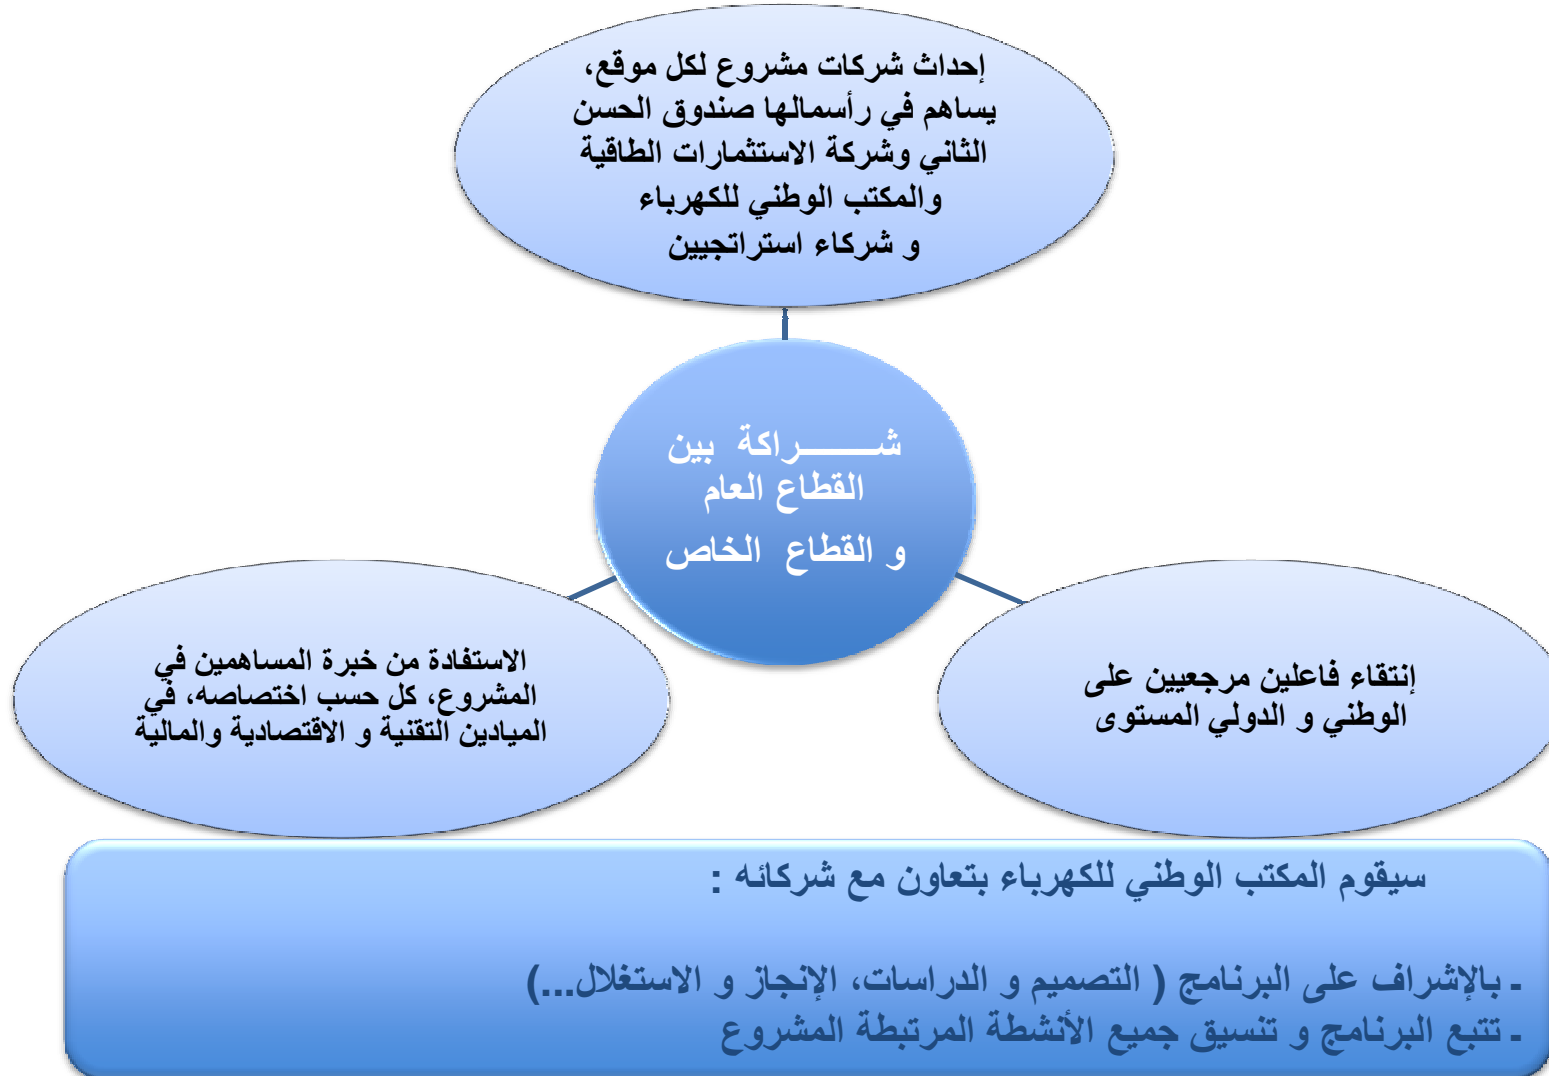 إحداث شركات مشروع لكل موقع،
يساهم في رأسمالها صندوق الحسن
الثاني وشركة الاستثمارات الطاقية
والمكتب الوطني للكهرباء
و شركاء استراتجيين
شــــــــراكة بين
القطاع العام
و القطاع الخاص
إنتقاء فاعلين مرجعيين على
الوطني و الدولي المستوى
الاستفادة من خبرة المساهمين في
المشروع، كل حسب اختصاصه، في
الميادين التقنية و الاقتصادية والمالية
سيقوم المكتب الوطني للكهرباء بتعاون مع شركائه :
- بالإشراف على البرنامج ( التصميم و الدراسات، الإنجاز و الاستغلال...)
- تتبع البرنامج و تنسيق جميع الأنشطة المرتبطة المشروع